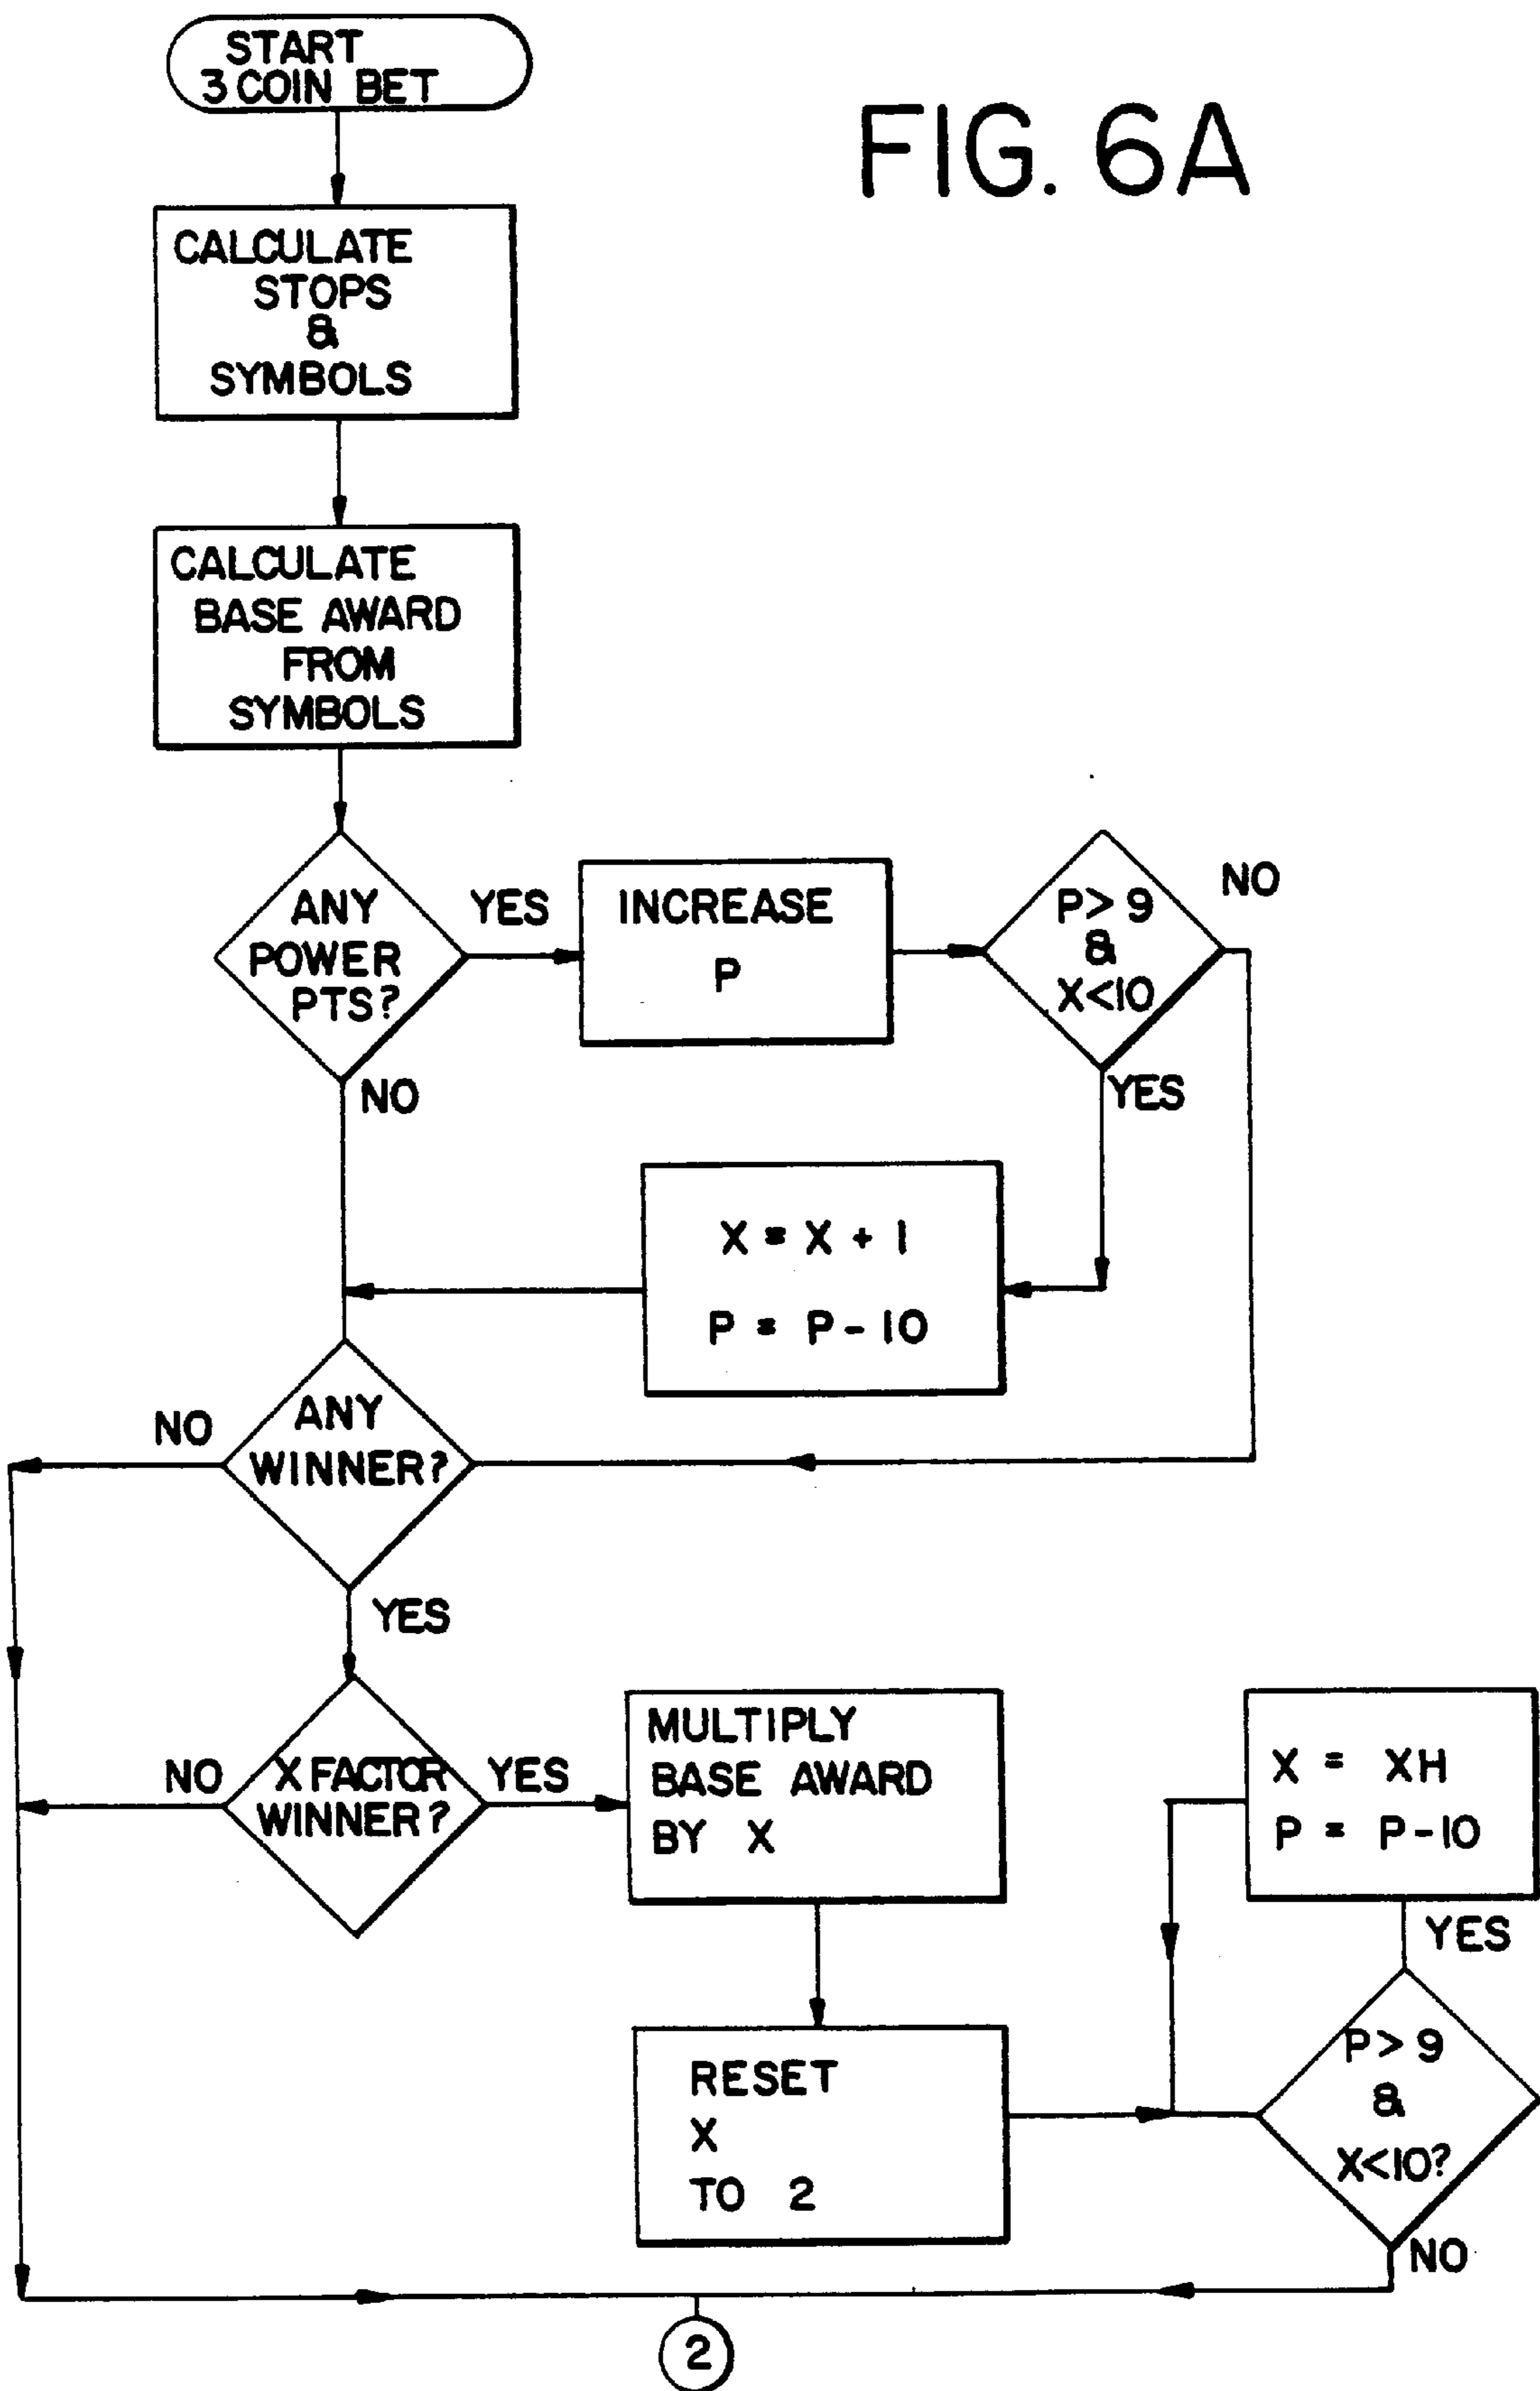 START
3 COIN BET
FIG. 6A
CALCULATE
STOPS
&
SYMBOLS
CALCULATE
BASE AWARD
FROM
SYMBOLS
ANY
POWER
PTS?
YES
NO
INCREASE
P
P > 9
&
X < 10
NO
YES
X = X + 1
P = P - 10
ANY
WINNER?
NO
YES
X FACTOR
WINNER?
NO
YES
MULTIPLY
BASE AWARD
BY X
RESET
X
TO 2
X = XH
P = P - 10
YES
P > 9
&
X < 10?
NO
2